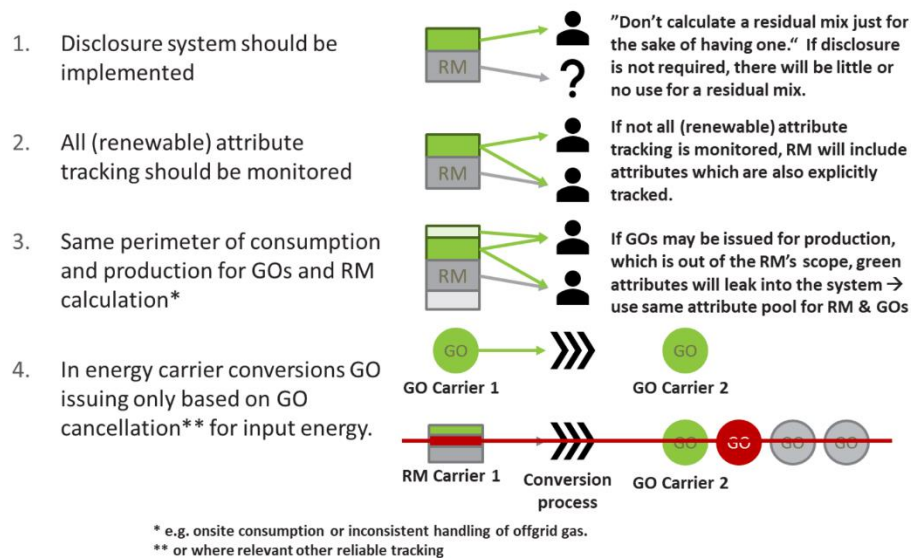 1. Disclosure system should be
implemented
RM
?
”Don’t calculate a residual mix just for
the sake of having one.“ If disclosure
is not required, there will be little or
no use for a residual mix.
2. All (renewable) attribute
tracking should be monitored
RM
If not all (renewable) attribute
tracking is monitored, RM will include
attributes which are also explicitly
tracked.
3. Same perimeter of consumption
and production for GOs and RM
calculation*
RM
If GOs may be issued for production,
which is out of the RM’s scope, green
attributes will leak into the system →
use same attribute pool for RM & GOs
4. In energy carrier conversions GO
issuing only based on GO
cancellation** for input energy.
GO
GO
GO Carrier 1
GO Carrier 2
GO
GO
GO
GO
RM Carrier 1
Conversion
process
GO Carrier 2
* e.g. onsite consumption or inconsistent handling of offgrid gas.
** or where relevant other reliable tracking